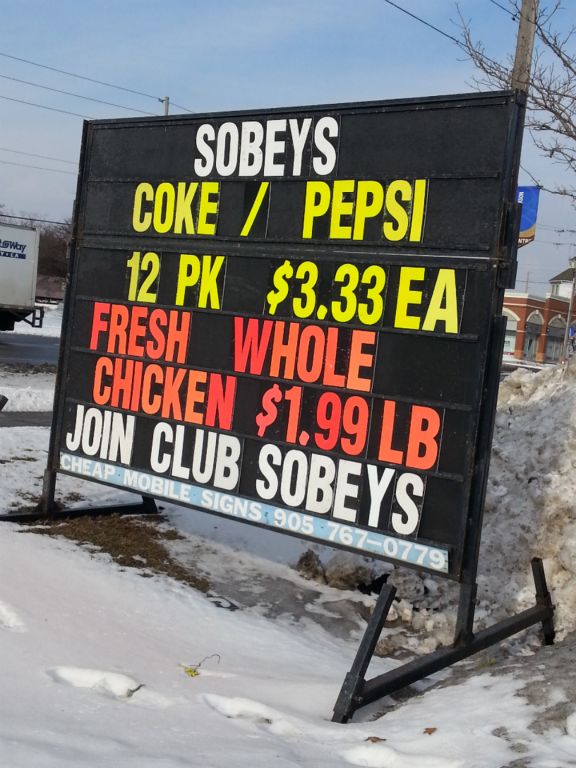 SOBEYS
COKE / PEPSI
12 PK $3.33 EA
FRESH WHOLE
CHICKEN $1.99 LB
JOIN CLUB SOBEYS
CHEAP MOBILE SIGNS 905 767-0779